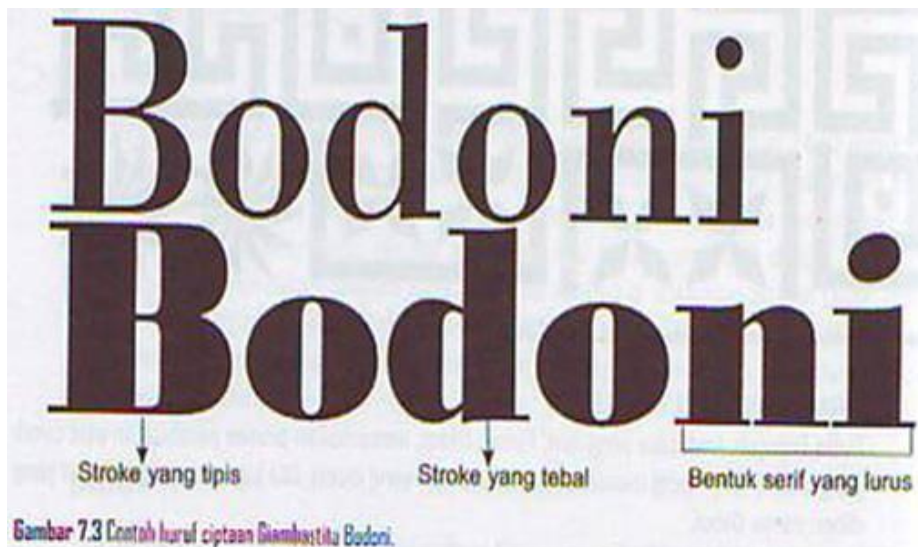 Bodoni
Bodoni
Stroke yang tipis Stroke yang tebal Bentuk serif yang lurus
Gambar 7.3 Contoh huruf ciptaan Giambastita Bodoni.